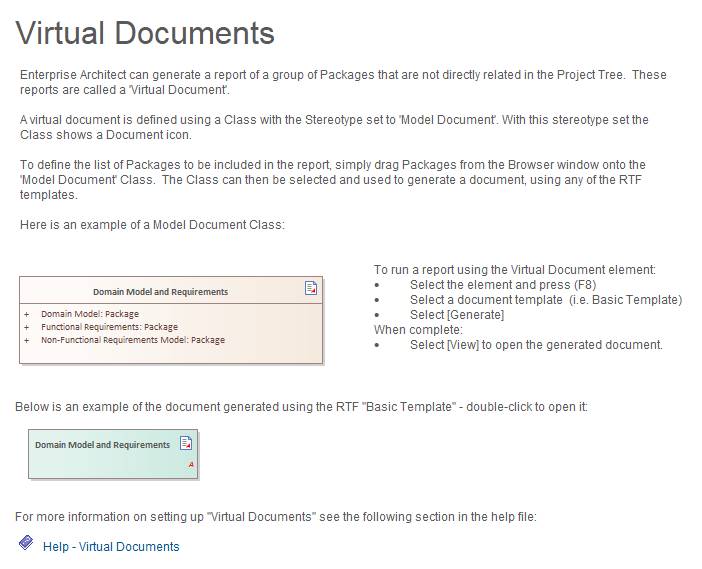 Virtual Documents
Enterprise Architect can generate a report of a group of Packages that are not directly related in the Project Tree.  These
reports are called a 'Virtual Document'.
A virtual document is defined using a Class with the Stereotype set to 'Model Document'. With this stereotype set the
Class shows a Document icon.
To define the list of Packages to be included in the report, simply drag Packages from the Browser window onto the
'Model Document' Class.  The Class can then be selected and used to generate a document, using any of the RTF
templates.
Here is an example of a Model Document Class:
Domain Model and Requirements
+ Domain Model: Package
+ Functional Requirements: Package
+ Non-Functional Requirements Model: Package
To run a report using the Virtual Document element:
• Select the element and press (F8)
• Select a document template  (i.e. Basic Template)
• Select [Generate]
When complete:
• Select [View] to open the generated document.
Below is an example of the document generated using the RTF "Basic Template" - double-click to open it:
Domain Model and Requirements
A
For more information on setting up "Virtual Documents" see the following section in the help file:
Help - Virtual Documents